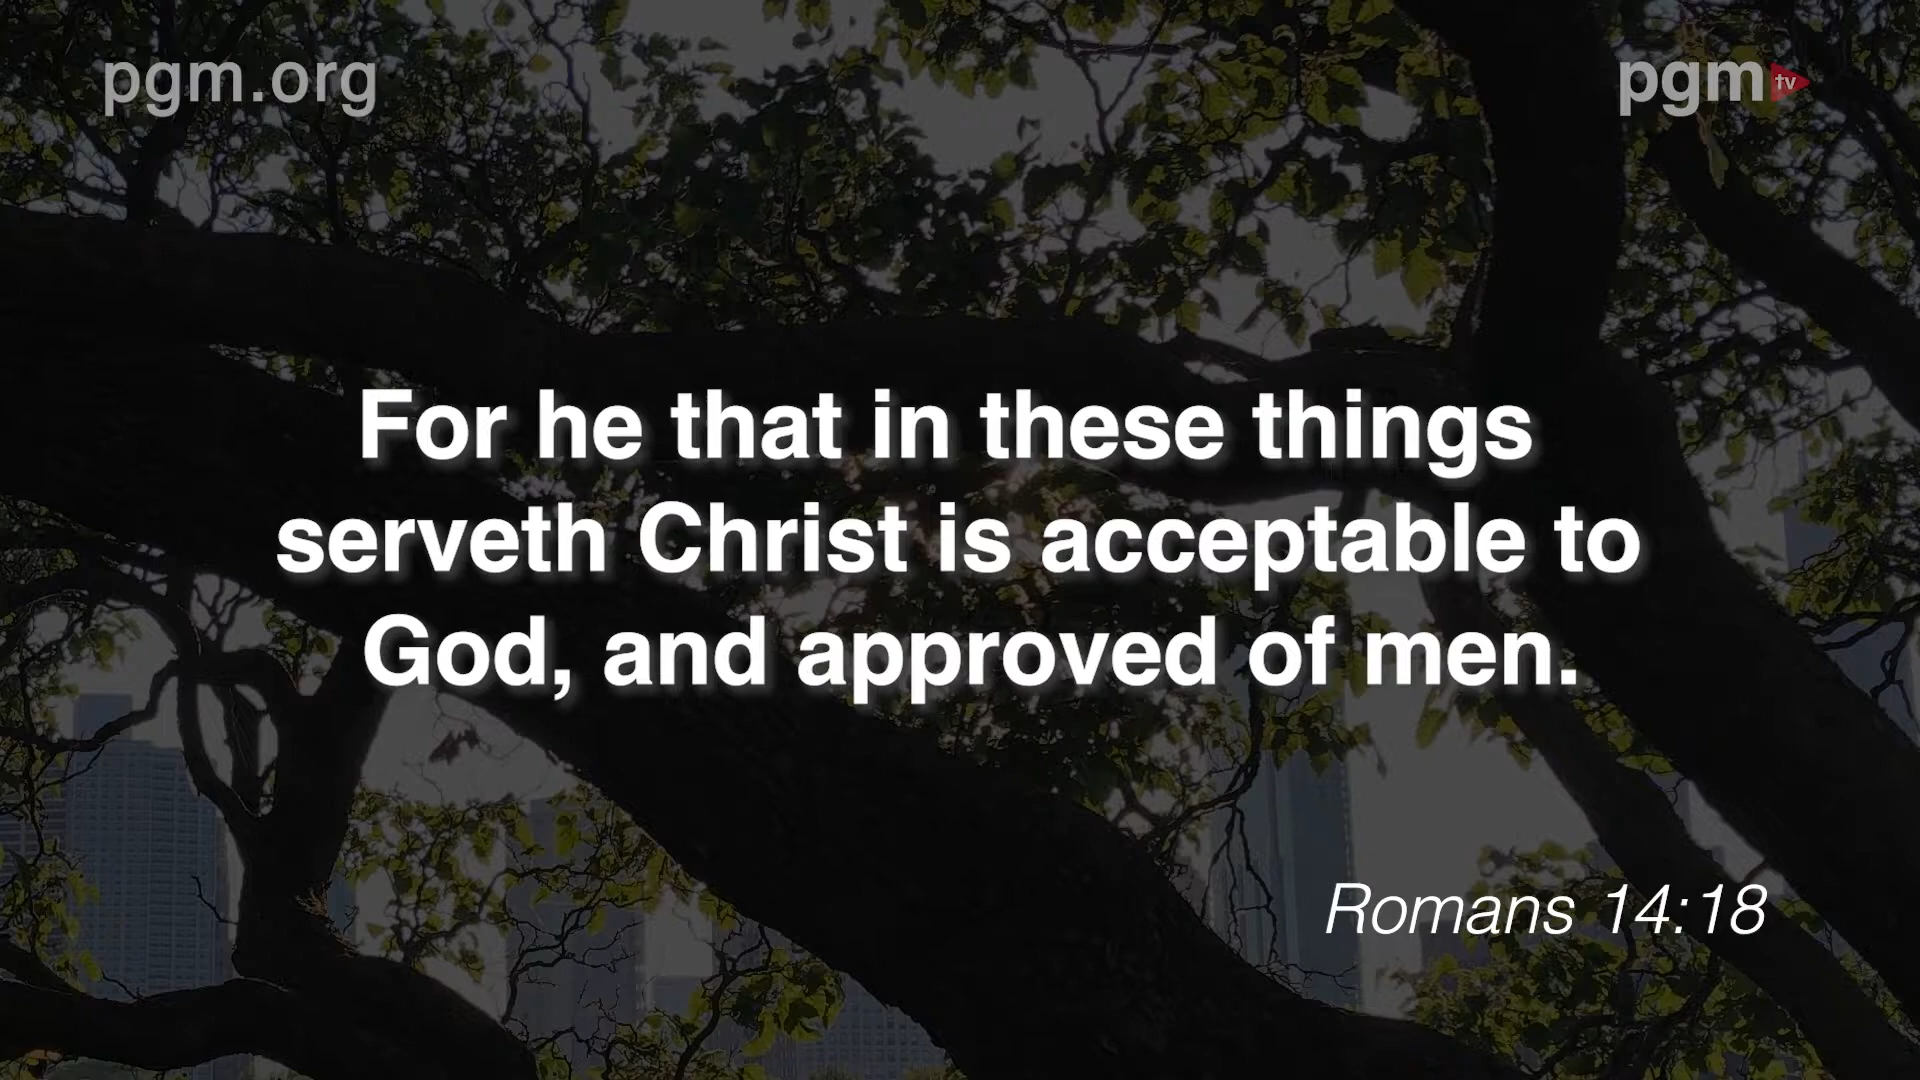 pgm.org
pgm tv
For he that in these things
serveth Christ is acceptable to
God, and approved of men.
Romans 14:18